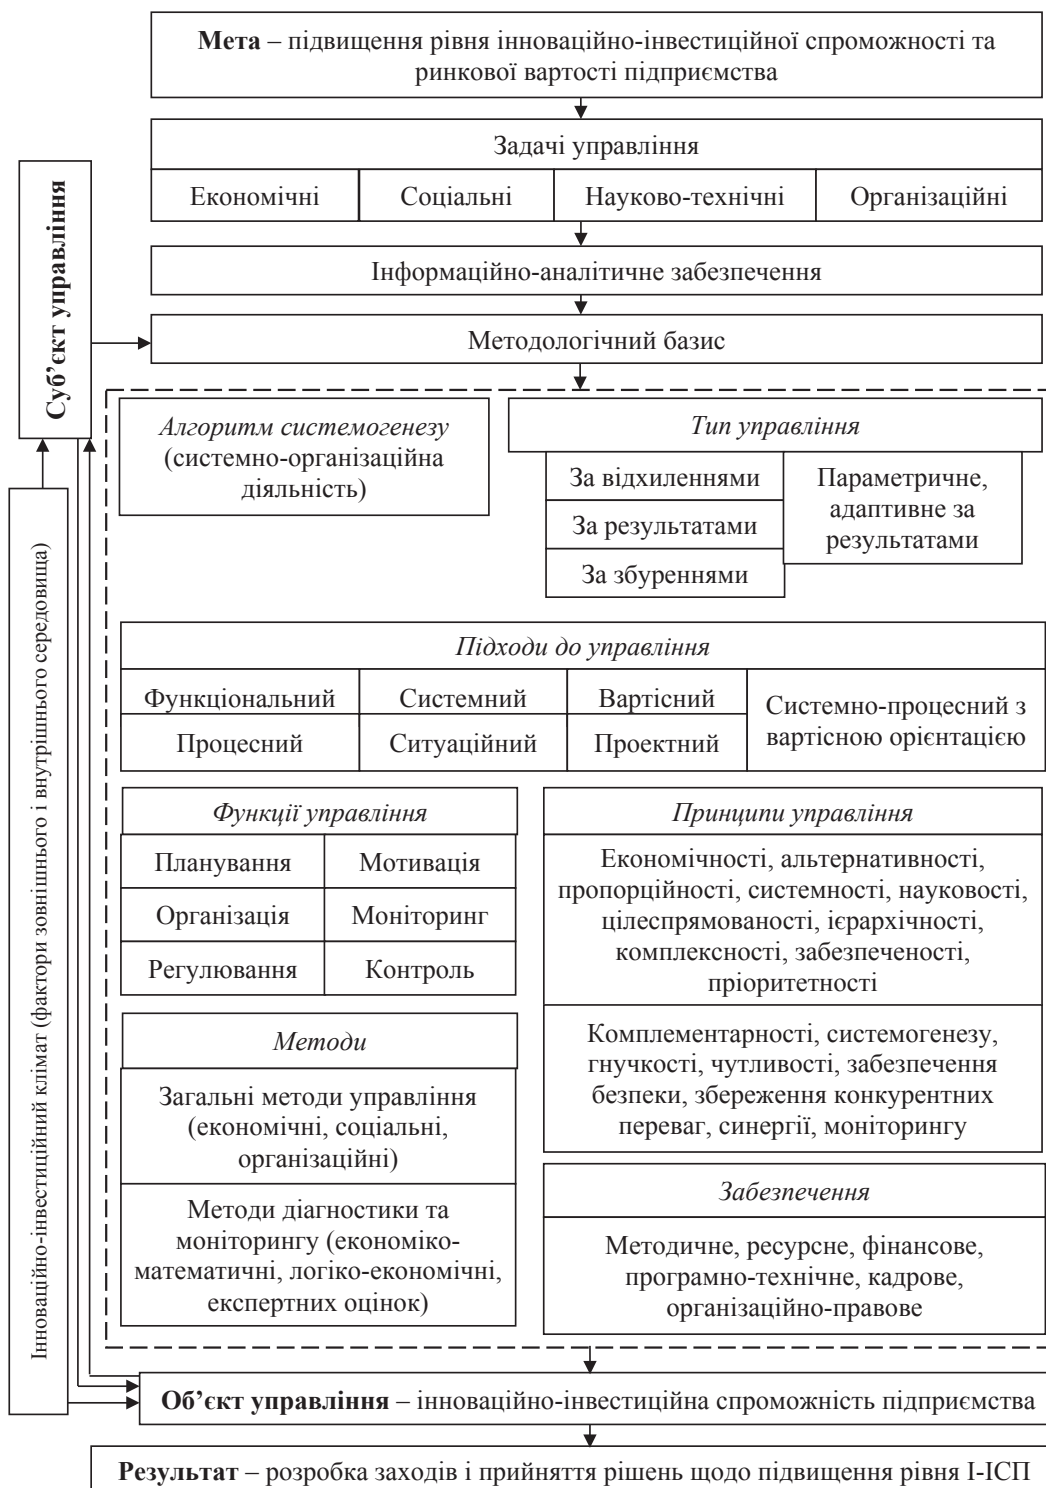 Мета – підвищення рівня інноваційно-інвестиційної спроможності та
ринкової вартості підприємства
Задачі управління
Економічні
Соціальні
Науково-технічні
Організаційні
Інформаційно-аналітичне забезпечення
Методологічний базис
Суб’єкт управління
Інноваційно-інвестиційний клімат (фактори зовнішнього і внутрішнього середовища)
Алгоритм системогенезу
(системно-організаційна
діяльність)
Тип управління
За відхиленнями
За результатами
За збуреннями
Параметричне,
адаптивне за
результатами
Підходи до управління
Функціональний
Системний
Вартісний
Процесний
Ситуаційний
Проектний
Системно-процесний з
вартісною орієнтацією
Функції управління
Планування
Мотивація
Організація
Моніторинг
Регулювання
Контроль
Принципи управління
Економічності, альтернативності,
пропорційності, системності, науковості,
цілеспрямованості, ієрархічності,
комплексності, забезпеченості,
пріоритетності
Комплементарності, системогенезу,
гнучкості, чутливості, забезпечення
безпеки, збереження конкурентних
переваг, синергії, моніторингу
Методи
Загальні методи управління
(економічні, соціальні,
організаційні)
Методи діагностики та
моніторингу (економіко-
математичні, логіко-економічні,
експертних оцінок)
Забезпечення
Методичне, ресурсне, фінансове,
програмно-технічне, кадрове,
організаційно-правове
Об’єкт управління – інноваційно-інвестиційна спроможність підприємства
Результат – розробка заходів і прийняття рішень щодо підвищення рівня І-ІСП